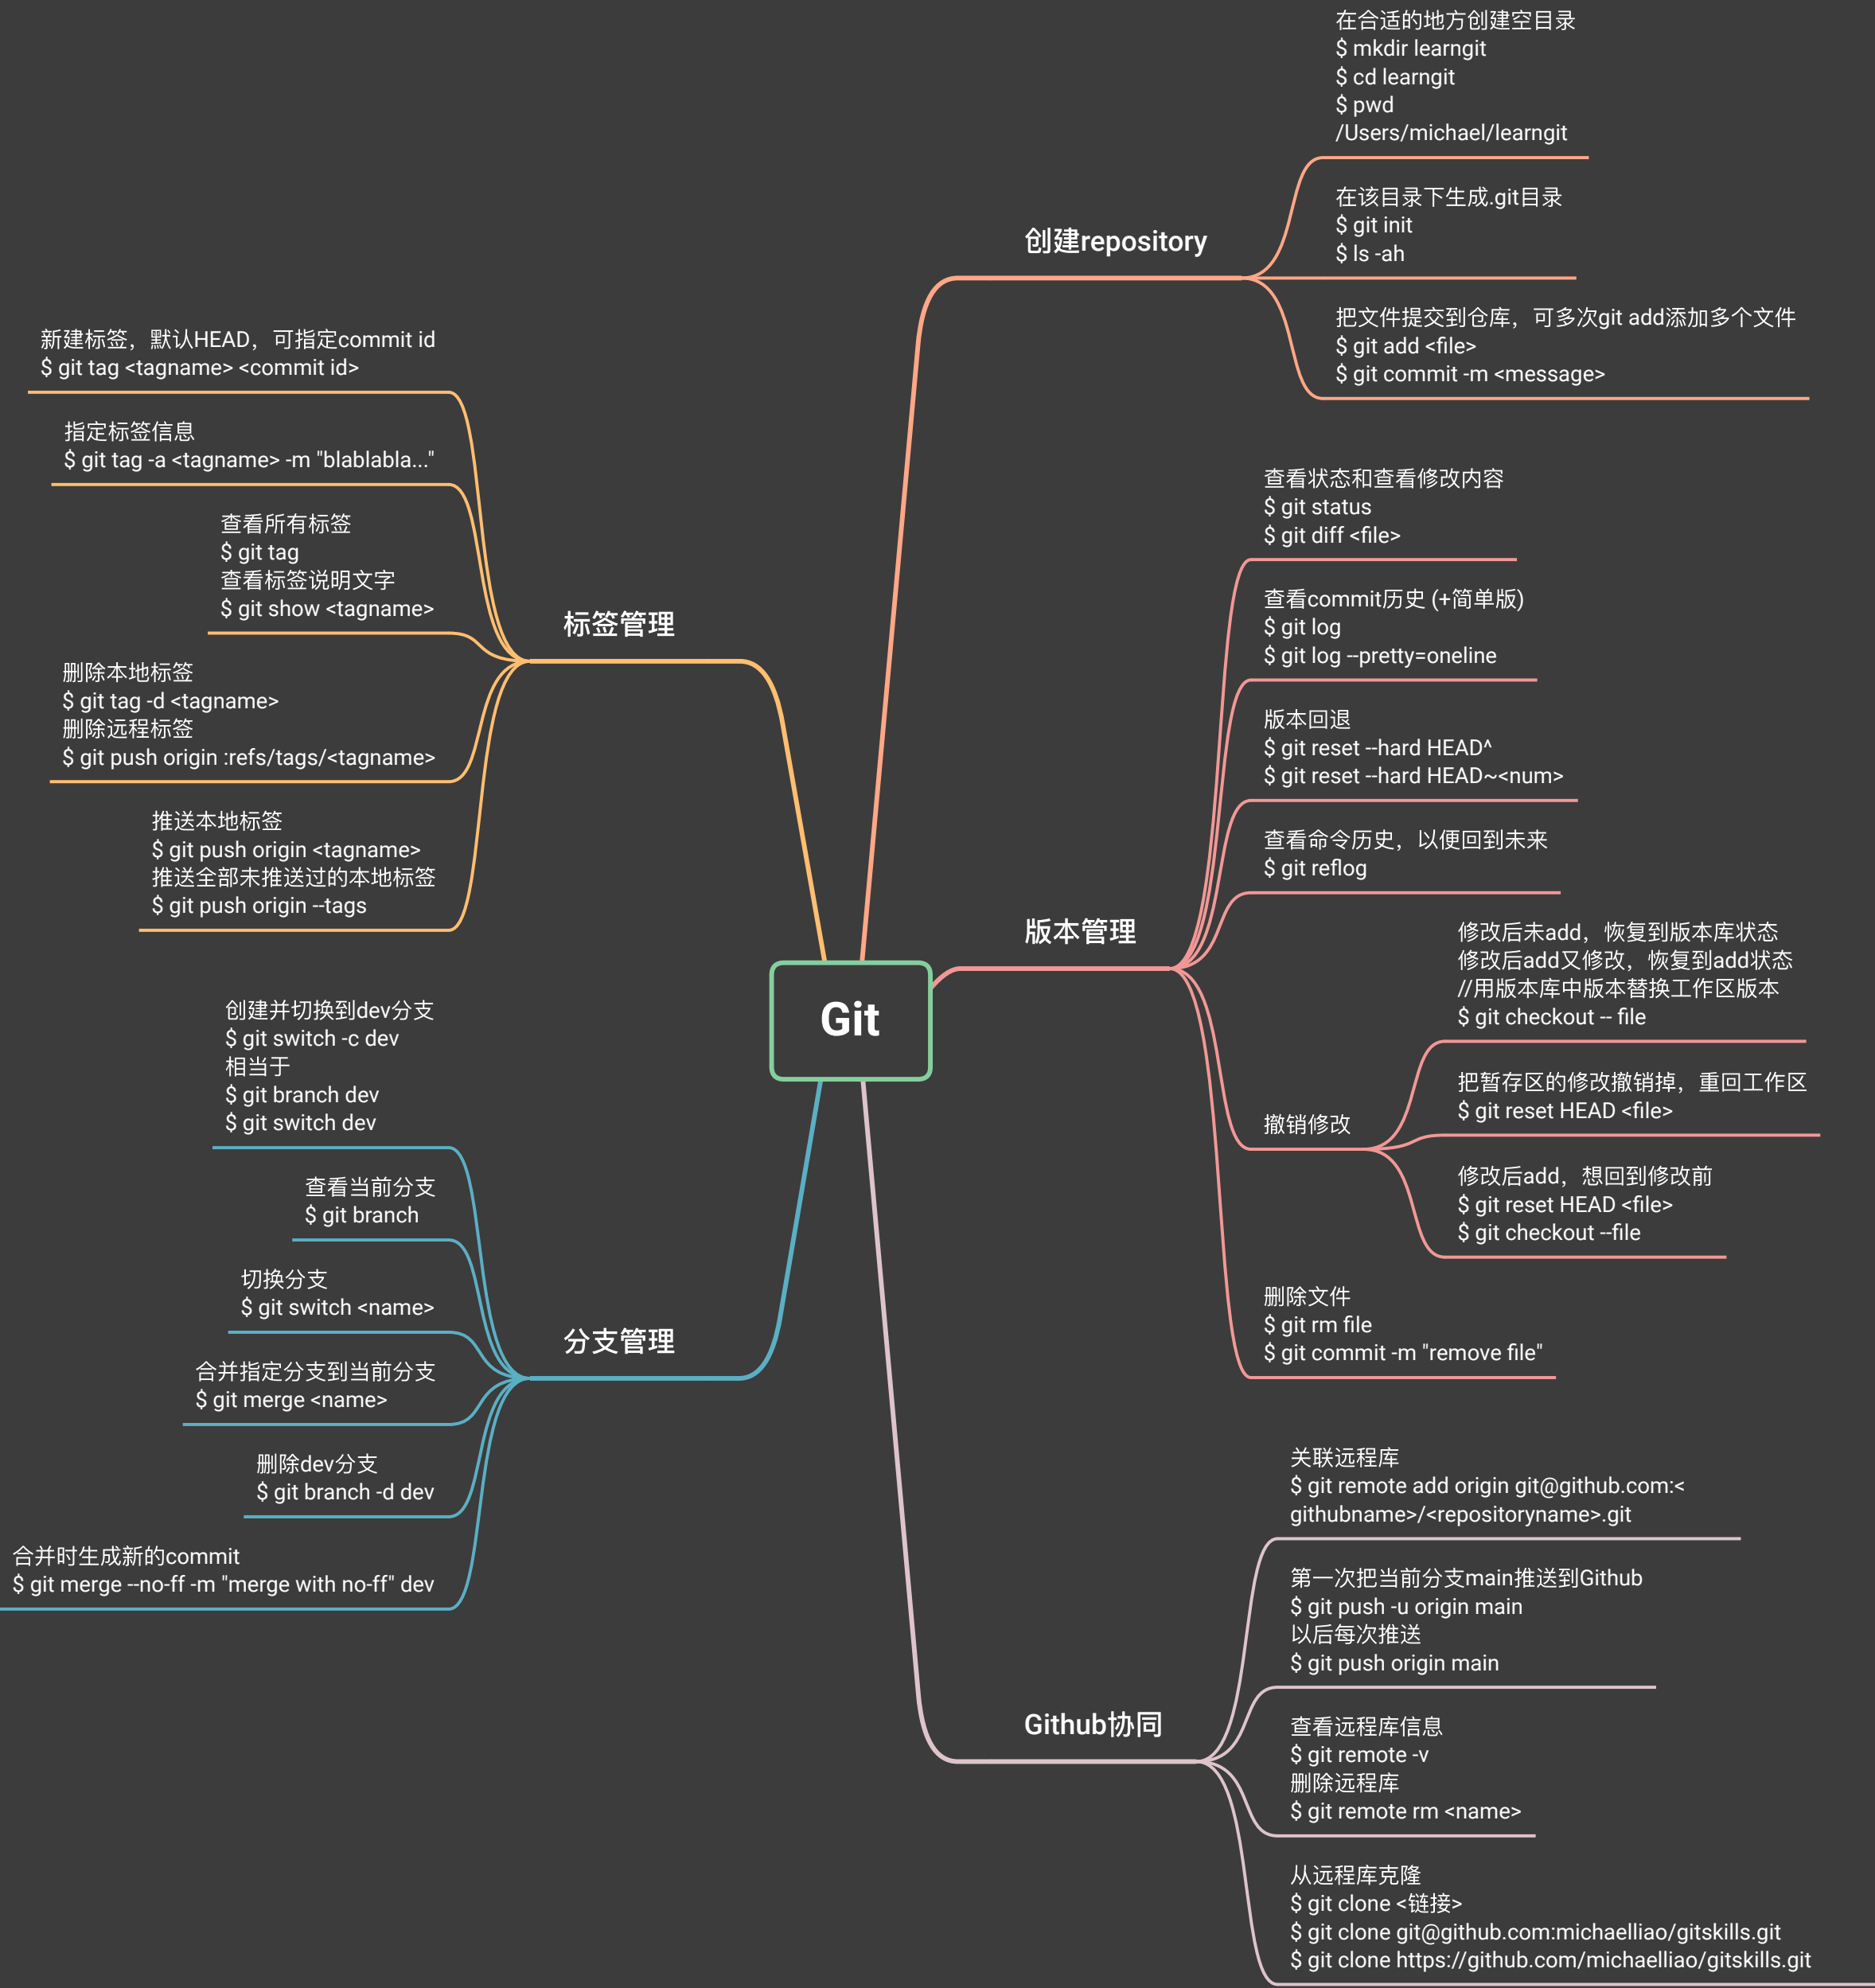 Git
创建repository
在合适的地方创建空目录
$ mkdir learngit
$ cd learngit
$ pwd
/Users/michael/learngit
在该目录下生成.git目录
$ git init
$ ls -ah
把文件提交到仓库，可多次git add添加多个文件
$ git add <file>
$ git commit -m <message>
版本管理
查看状态和查看修改内容
$ git status
$ git diff <file>
查看commit历史 (+简单版)
$ git log
$ git log --pretty=oneline
版本回退
$ git reset --hard HEAD^
$ git reset --hard HEAD~<num>
查看命令历史，以便回到未来
$ git reflog
撤销修改
修改后未add，恢复到版本库状态
修改后add又修改，恢复到add状态
//用版本库中版本替换工作区版本
$ git checkout -- file
把暂存区的修改撤销掉，重回工作区
$ git reset HEAD <file>
修改后add，想回到修改前
$ git reset HEAD <file>
$ git checkout --file
删除文件
$ git rm file
$ git commit -m "remove file"
Github协同
关联远程库
$ git remote add origin git@github.com:<
githubname>/<repositoryname>.git
第一次把当前分支main推送到Github
$ git push -u origin main
以后每次推送
$ git push origin main
查看远程库信息
$ git remote -v
删除远程库
$ git remote rm <name>
从远程库克隆
$ git clone <链接>
$ git clone git@github.com:michaelliao/gitskills.git
$ git clone https://github.com/michaelliao/gitskills.git
标签管理
新建标签，默认HEAD，可指定commit id
$ git tag <tagname> <commit id>
指定标签信息
$ git tag -a <tagname> -m "blablabla..."
查看所有标签
$ git tag
查看标签说明文字
$ git show <tagname>
删除本地标签
$ git tag -d <tagname>
删除远程标签
$ git push origin :refs/tags/<tagname>
推送本地标签
$ git push origin <tagname>
推送全部未推送过的本地标签
$ git push origin --tags
分支管理
创建并切换到dev分支
$ git switch -c dev
相当于
$ git branch dev
$ git switch dev
查看当前分支
$ git branch
切换分支
$ git switch <name>
合并指定分支到当前分支
$ git merge <name>
删除dev分支
$ git branch -d dev
合并时生成新的commit
$ git merge --no-ff -m "merge with no-ff" dev